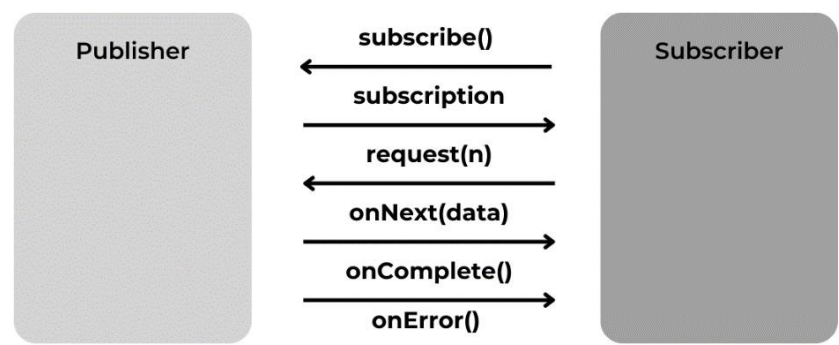 Publisher
subscribe()
Subscriber
subscription
request(n)
onNext(data)
onComplete()
onError()